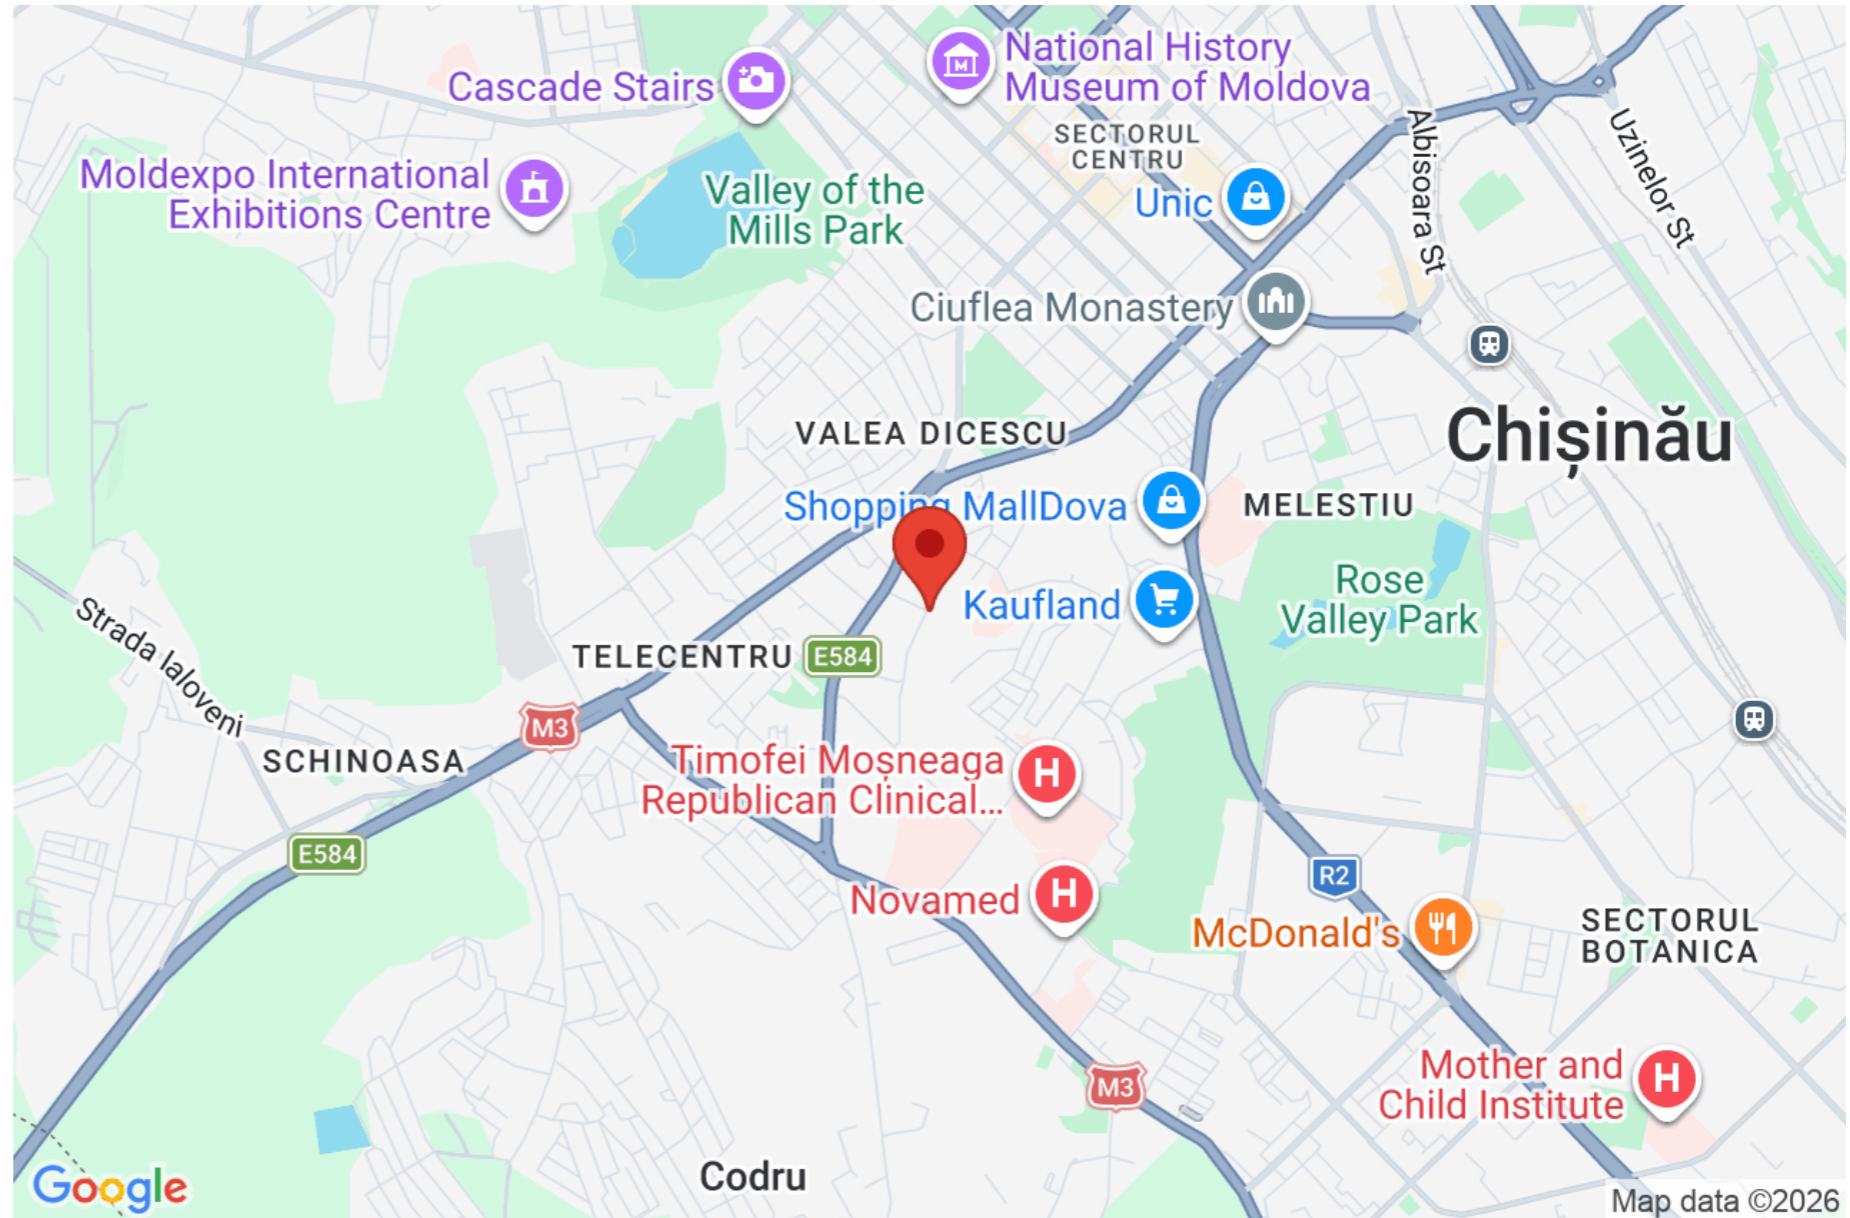 National History
Museum of Moldova
Cascade Stairs
SECTORUL
CENTRU
Albisoara St
Uzinelor St
Moldexpo International
Exhibitions Centre
Valley of the
Mills Park
Unic
Ciuflea Monastery
VALEA DICESCU
Chișinău
Shopping MallDova
MELESTIU
Rose
Valley Park
Kaufland
Strada Ialoveni
TELECENTRU
E584
M3
SCHINOASA
Timofei Moșneaga
Republican Clinical...
H
E584
R2
Novamed
H
McDonald's
SECTORUL
BOTANICA
M3
Mother and
Child Institute
H
Codru
Google
Map data ©2026